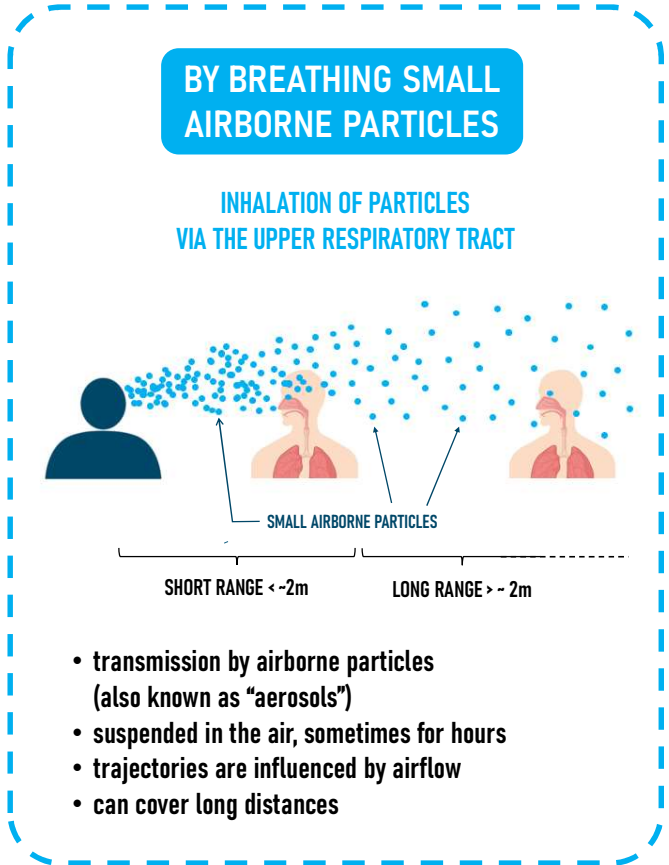 BY BREATHING SMALL
AIRBORNE PARTICLES
INHALATION OF PARTICLES
VIA THE UPPER RESPIRATORY TRACT
SMALL AIRBORNE PARTICLES
SHORT RANGE < ~2m
LONG RANGE > ~ 2m
• transmission by airborne particles
(also known as “aerosols”)
• suspended in the air, sometimes for hours
• trajectories are influenced by airflow
• can cover long distances